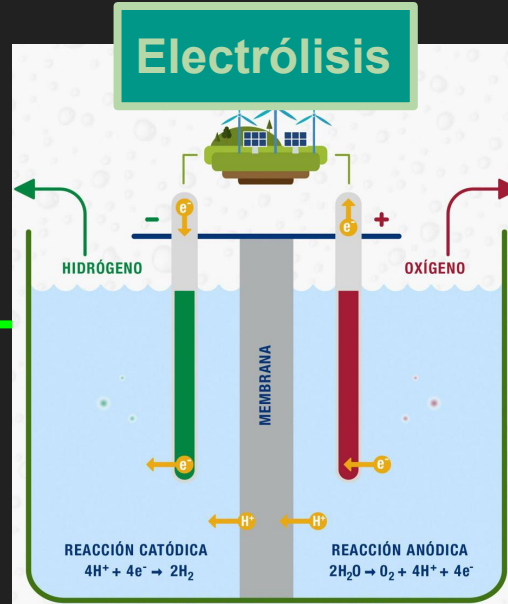 Electrólisis
e⁻
e⁻
− +
HIDRÓGENO
OXÍGENO
MEMBRANA
e⁻
e⁻
H⁺
H⁺
REACCIÓN CATÓDICA
4H⁺ + 4e⁻ → 2H₂
REACCIÓN ANÓDICA
2H₂O → O₂ + 4H⁺ + 4e⁻